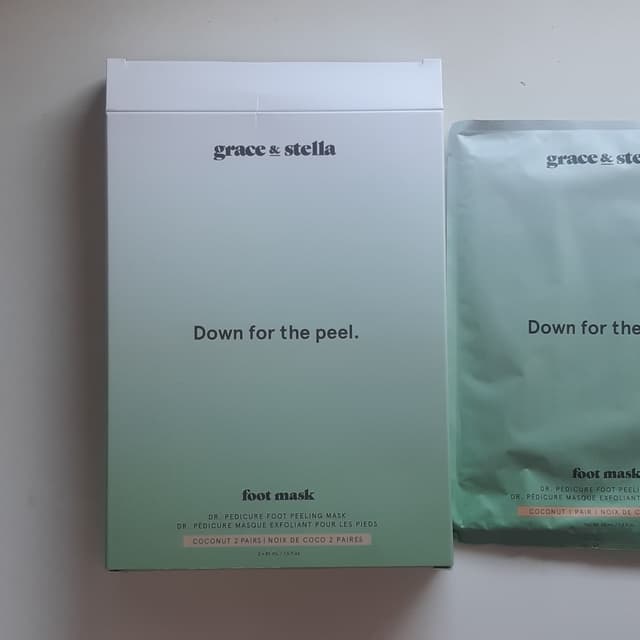 grace & stella
Down for the peel.
foot mask
DR. PEDICURE FOOT PEELING MASK
DR. PÉDICURE MASQUE EXFOLIANT POUR LES PIEDS
COCONUT 2 PAIRS | NOIX DE COCO 2 PAIRES
grace & ste
Down for the
foot mask
DR. PEDICURE FOOT PEELI
DR. PÉDICURE MASQUE EXFOLIANT
COCONUT 1 PAIR | NOIX DE C